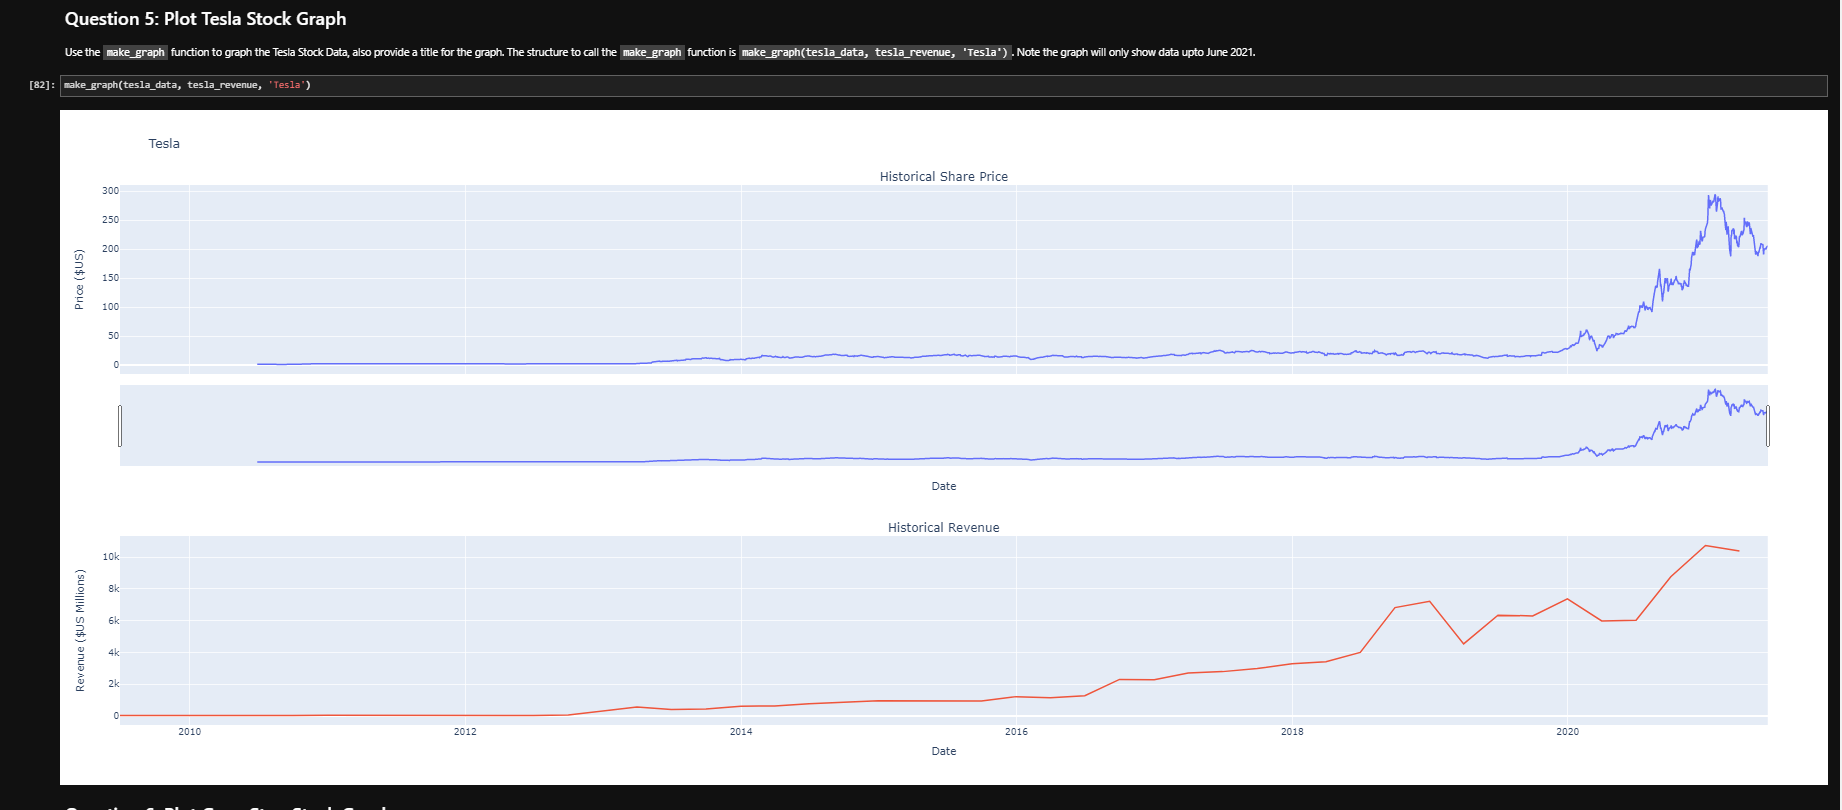 Question 5: Plot Tesla Stock Graph
Use the make_graph function to graph the Tesla Stock Data, also provide a title for the graph. The structure to call the make_graph function is make_graph(tesla_data, tesla_revenue, 'Tesla'). Note the graph will only show data upto June 2021.
[82]: make_graph(tesla_data, tesla_revenue, 'Tesla')
Tesla
Historical Share Price
Price ($US)
300
250
200
150
100
50
0
Date
Historical Revenue
Revenue ($US Millions)
10k
8k
6k
4k
2k
0
2010 2012 2014 2016 2018 2020
Date